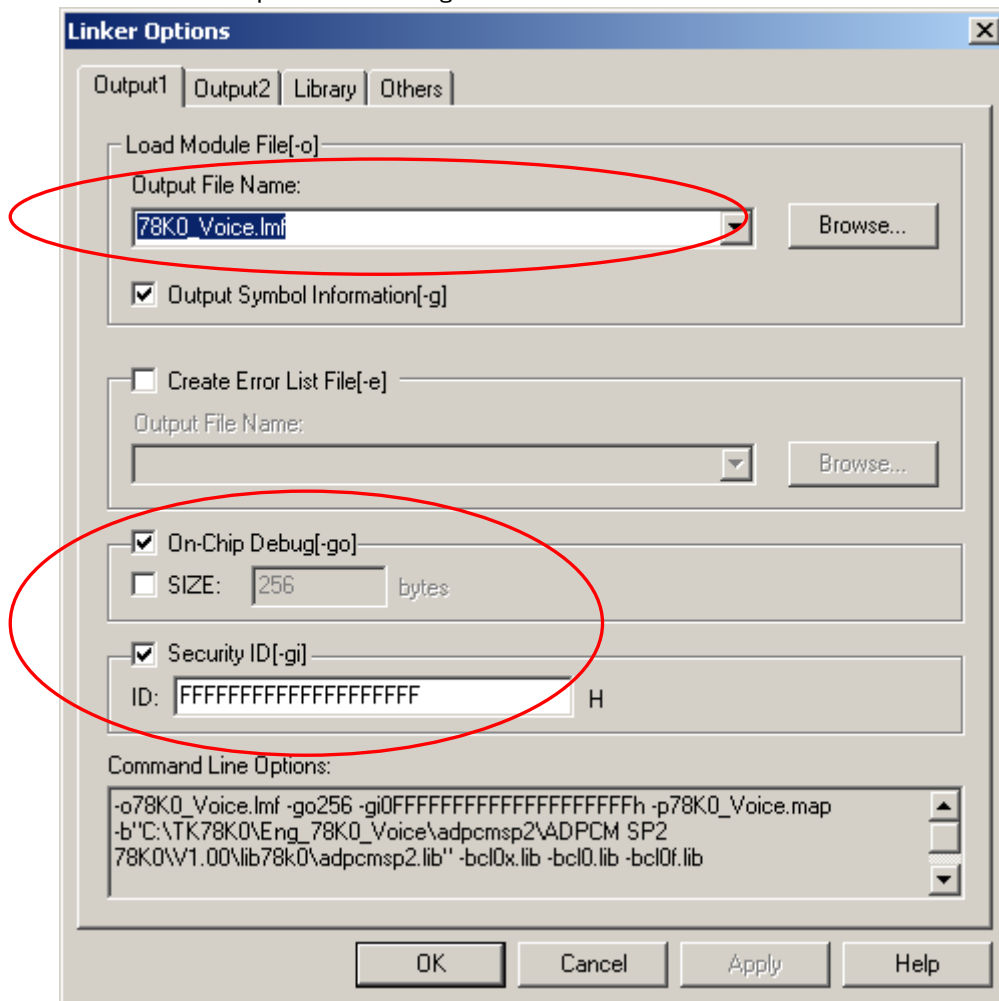 Linker Options
Output1 Output2 Library Others
Load Module File[-o]
Output File Name:
78K0_Voice.lmf
Browse...
Output Symbol Information[-g]
Create Error List File[-e]
Output File Name:
Browse...
On-Chip Debug[-go]
SIZE: 256 bytes
Security ID[-gi]
ID: FFFFFFFFFFFFFFFFFFFF H
Command Line Options:
-o78K0_Voice.lmf -go256 -gi0FFFFFFFFFFFFFFFFFFFFh -p78K0_Voice.map
-b"C:\TK78K0\Eng_78K0_Voice\adpcmsp2\ADPCM SP2
78K0\V1.00\lib78k0\adpcmsp2.lib" -bcl0x.lib -bcl0.lib -bcl0f.lib
OK Cancel Apply Help